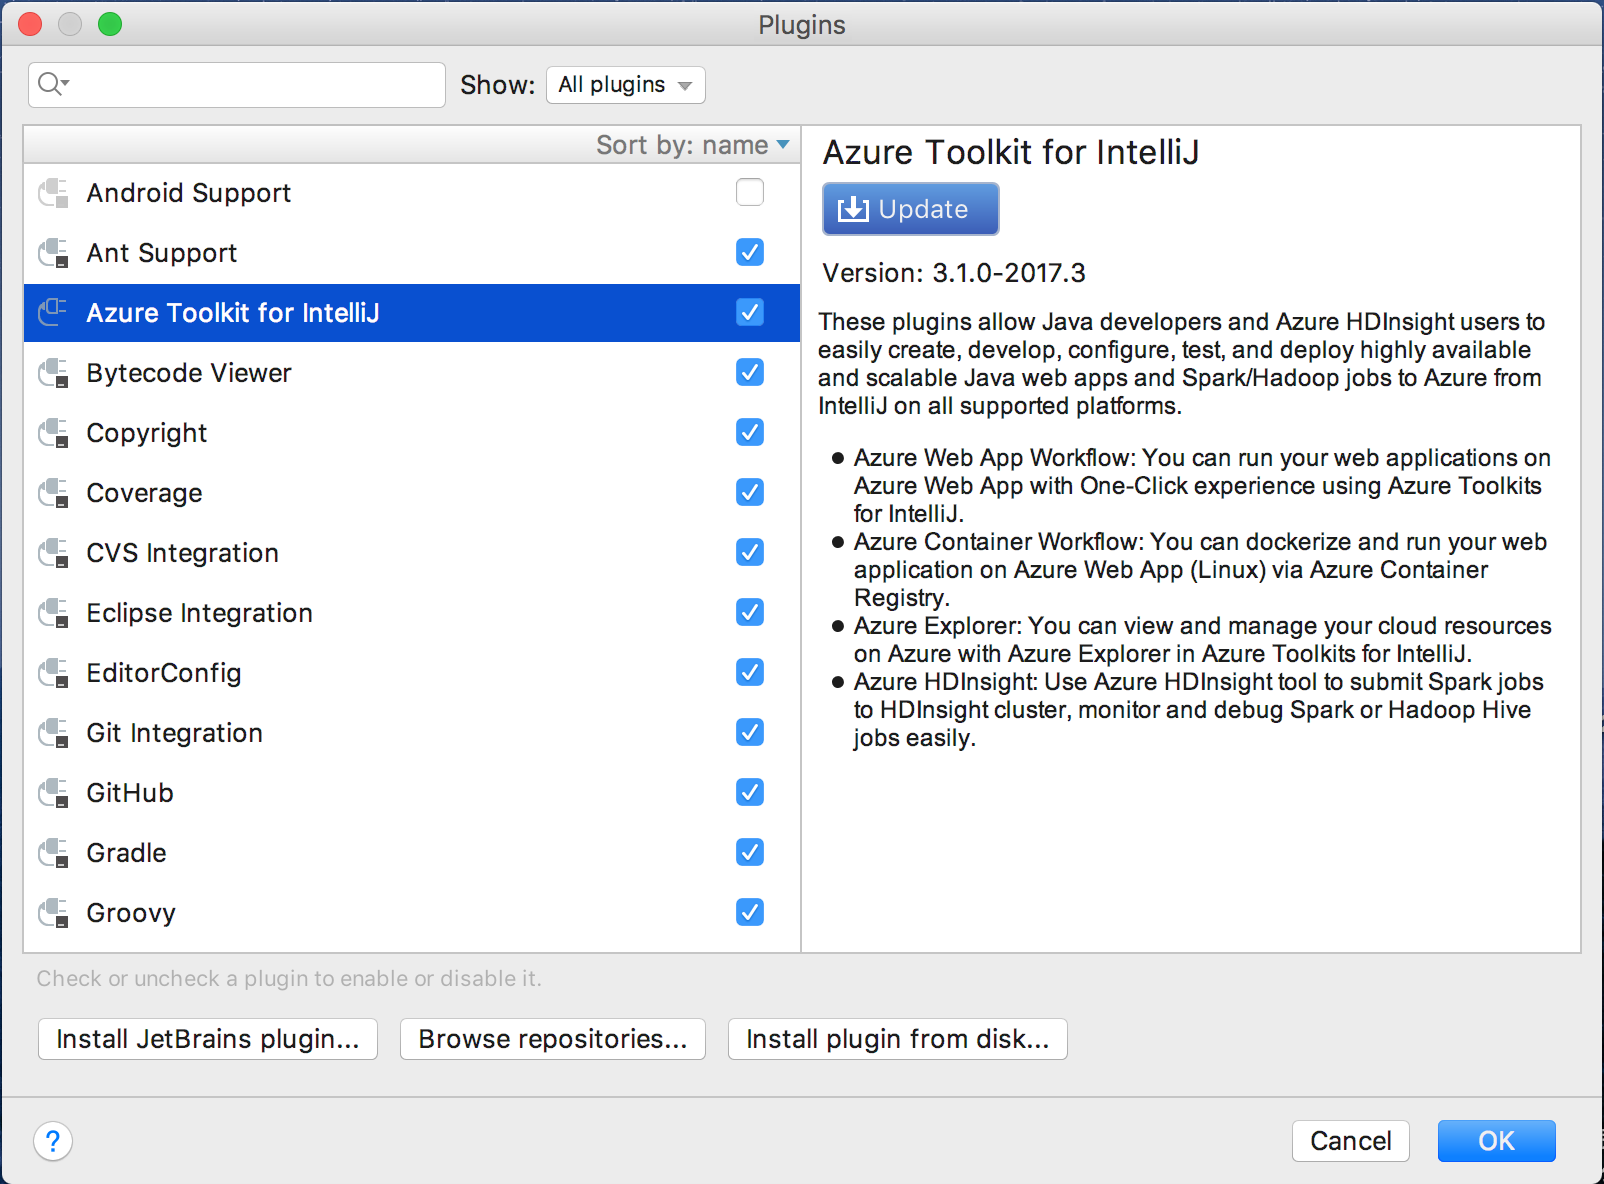 Plugins
Show: All plugins
Sort by: name
Android Support
Ant Support
Azure Toolkit for IntelliJ
Bytecode Viewer
Copyright
Coverage
CVS Integration
Eclipse Integration
EditorConfig
Git Integration
GitHub
Gradle
Groovy
Azure Toolkit for IntelliJ
Update
Version: 3.1.0-2017.3
These plugins allow Java developers and Azure HDInsight users to
easily create, develop, configure, test, and deploy highly available
and scalable Java web apps and Spark/Hadoop jobs to Azure from
IntelliJ on all supported platforms.
● Azure Web App Workflow: You can run your web applications on
Azure Web App with One-Click experience using Azure Toolkits
for IntelliJ.
● Azure Container Workflow: You can dockerize and run your web
application on Azure Web App (Linux) via Azure Container
Registry.
● Azure Explorer: You can view and manage your cloud resources
on Azure with Azure Explorer in Azure Toolkits for IntelliJ.
● Azure HDInsight: Use Azure HDInsight tool to submit Spark jobs
to HDInsight cluster, monitor and debug Spark or Hadoop Hive
jobs easily.
Check or uncheck a plugin to enable or disable it.
Install JetBrains plugin... Browse repositories... Install plugin from disk...
? Cancel OK